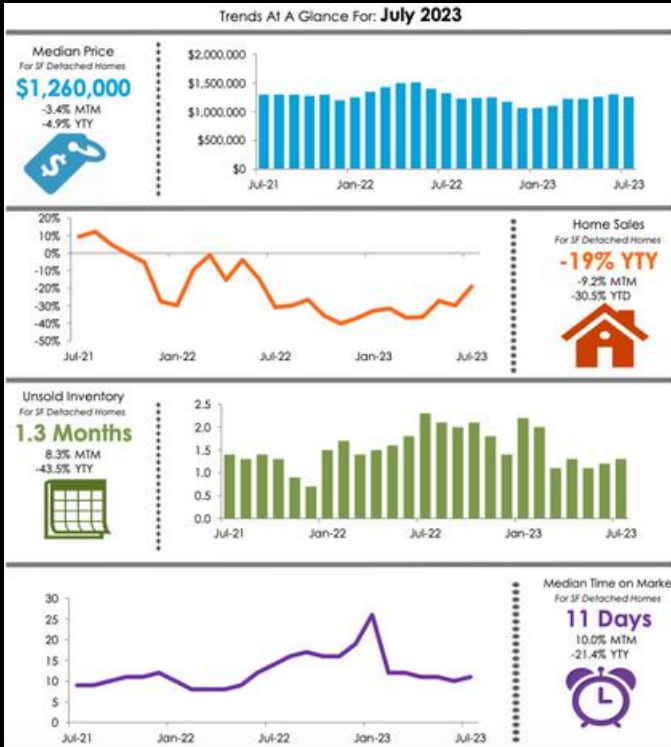 Trends At A Glance For: July 2023
Median Price
For SF Detached Homes
$1,260,000
-3.4% MTM
-4.9% YTY
$
$2,000,000
$1,500,000
$1,000,000
$500,000
$0
Jul-21 Jan-22 Jul-22 Jan-23 Jul-23
20%
10%
0%
-10%
-20%
-30%
-40%
-50%
Jul-21 Jan-22 Jul-22 Jan-23 Jul-23
Home Sales
For SF Detached Homes
-19% YTY
-9.2% MTM
-30.5% YTD
Unsold Inventory
For SF Detached Homes
1.3 Months
8.3% MTM
-43.5% YTY
2.5
2.0
1.5
1.0
0.5
0.0
Jul-21 Jan-22 Jul-22 Jan-23 Jul-23
30
25
20
15
10
5
0
Jul-21 Jan-22 Jul-22 Jan-23 Jul-23
Median Time on Marke
For SF Detached Homes
11 Days
10.0% MTM
-21.4% YTY